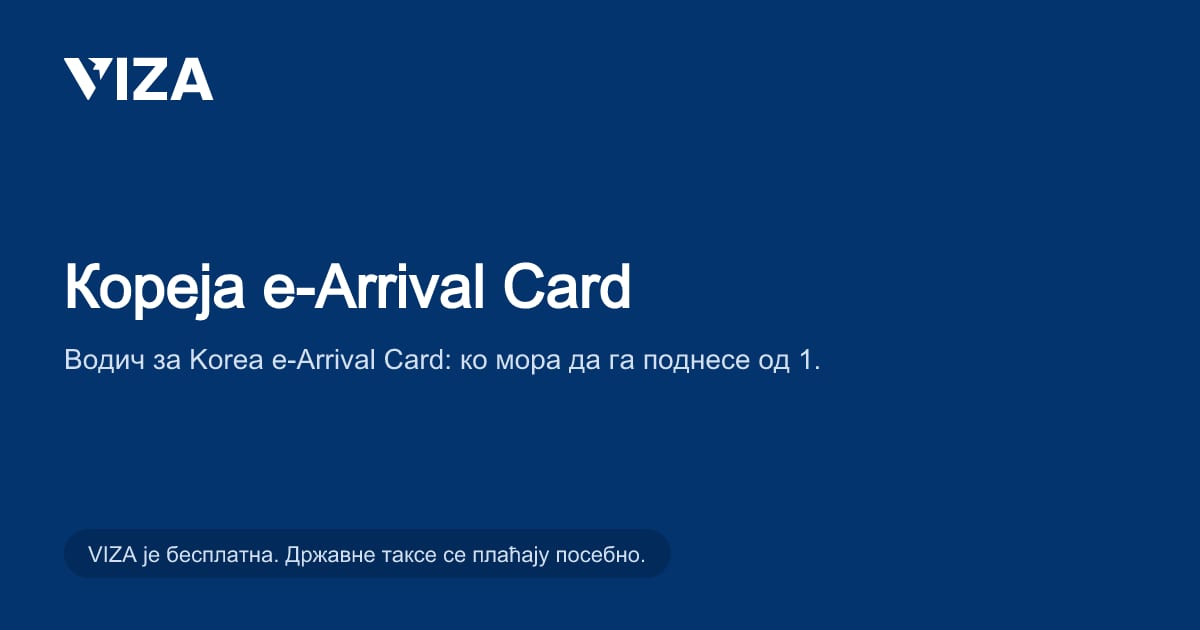 VIZA
Кореја e-Arrival Card
Водич за Korea e-Arrival Card: ко мора да га поднесе од 1.
VIZA је бесплатна. Државне таксе се плаћају посебно.